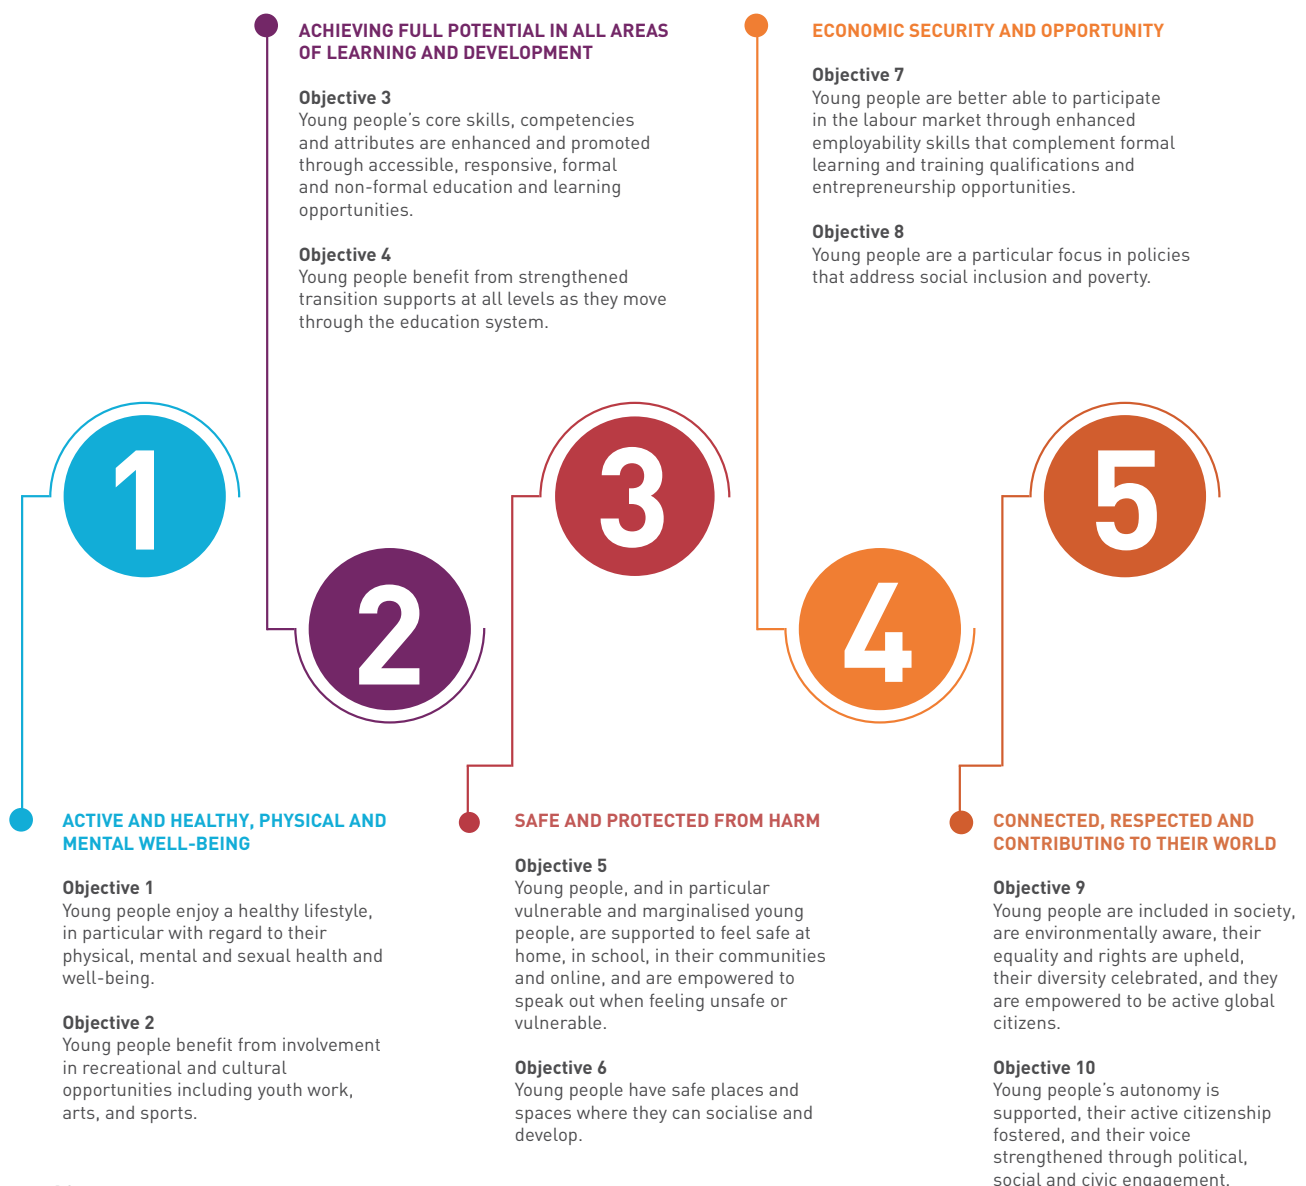 ACHIEVING FULL POTENTIAL IN ALL AREAS
OF LEARNING AND DEVELOPMENT
Objective 3
Young people's core skills, competencies
and attributes are enhanced and promoted
through accessible, responsive, formal
and non-formal education and learning
opportunities.
Objective 4
Young people benefit from strengthened
transition supports at all levels as they move
through the education system.
ECONOMIC SECURITY AND OPPORTUNITY
Objective 7
Young people are better able to participate
in the labour market through enhanced
employability skills that complement formal
learning and training qualifications and
entrepreneurship opportunities.
Objective 8
Young people are a particular focus in policies
that address social inclusion and poverty.
1
2
3
4
5
ACTIVE AND HEALTHY, PHYSICAL AND
MENTAL WELL-BEING
Objective 1
Young people enjoy a healthy lifestyle,
in particular with regard to their
physical, mental and sexual health and
well-being.
Objective 2
Young people benefit from involvement
in recreational and cultural
opportunities including youth work,
arts, and sports.
SAFE AND PROTECTED FROM HARM
Objective 5
Young people, and in particular
vulnerable and marginalised young
people, are supported to feel safe at
home, in school, in their communities
and online, and are empowered to
speak out when feeling unsafe or
vulnerable.
Objective 6
Young people have safe places and
spaces where they can socialise and
develop.
CONNECTED, RESPECTED AND
CONTRIBUTING TO THEIR WORLD
Objective 9
Young people are included in society,
are environmentally aware, their
equality and rights are upheld,
their diversity celebrated, and they
are empowered to be active global
citizens.
Objective 10
Young people's autonomy is
supported, their active citizenship
fostered, and their voice
strengthened through political,
social and civic engagement.